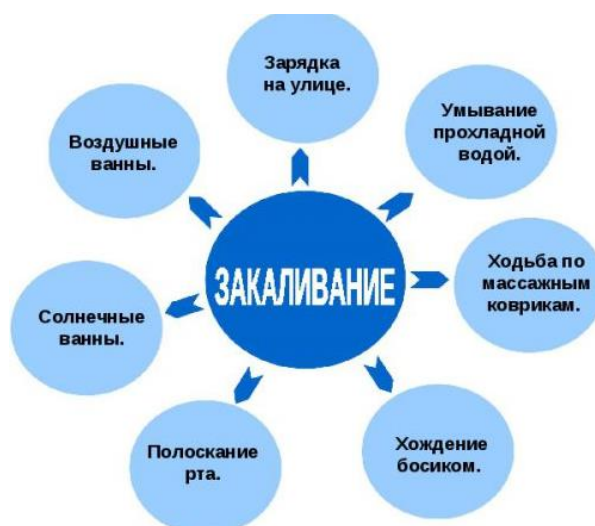 Зарядка
на улице.
Умывание
прохладной
водой.
Воздушные
ванны.
ЗАКАЛИВАНИЕ
Ходьба по
массажным
коврикам.
Солнечные
ванны.
Хождение
босиком.
Полоскание
рта.